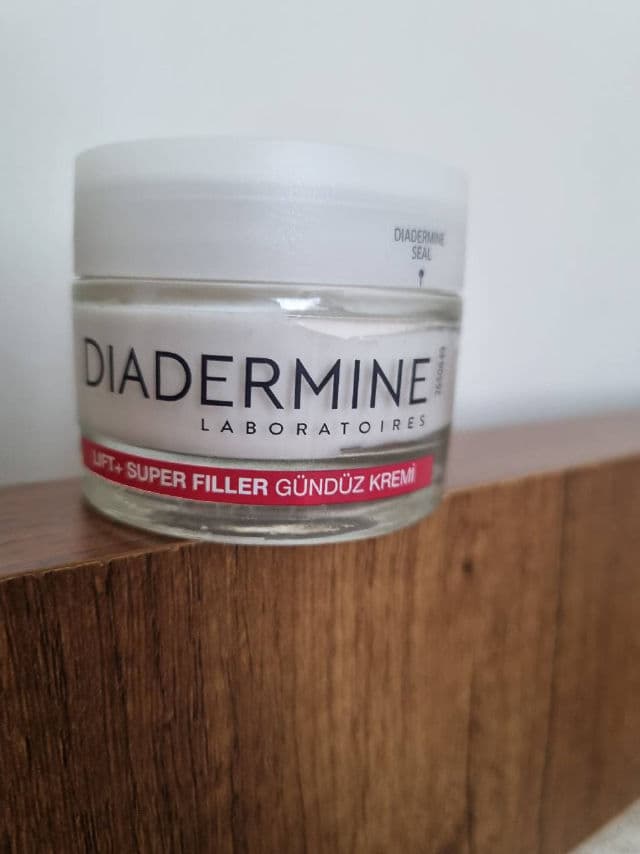 DIADERMINE
SEAL
DIADERMINE
LABORATOIRES
LIFT+ SUPER FILLER GÜNDÜZ KREMİ